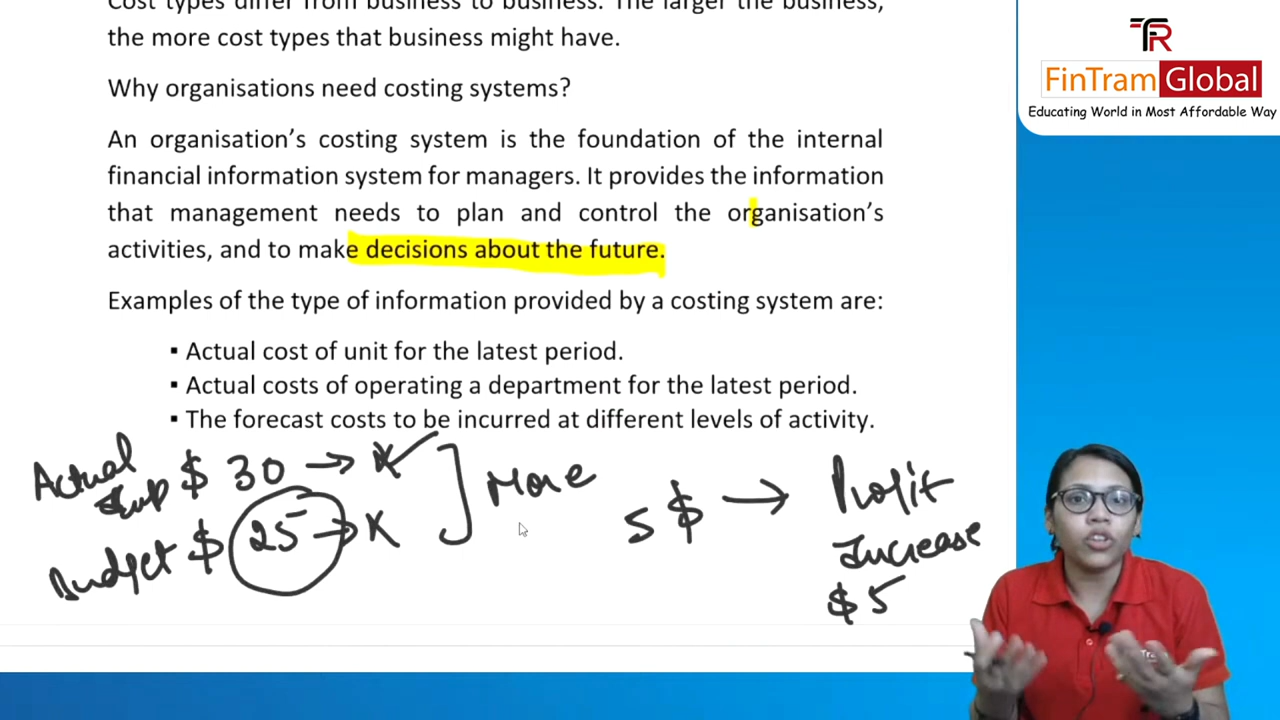 Cost types differ from business to business. The larger the business,
the more cost types that business might have.
Why organisations need costing systems?
An organisation's costing system is the foundation of the internal
financial information system for managers. It provides the information
that management needs to plan and control the organisation's
activities, and to make decisions about the future.
Examples of the type of information provided by a costing system are:
▪ Actual cost of unit for the latest period.
▪ Actual costs of operating a department for the latest period.
▪ The forecast costs to be incurred at different levels of activity.
Actual
$ 30 →
Budget $ 25 → X
More
5 $ → Profit
Increase
$ 5
TR
FinTram Global
Educating World in Most Affordable Way